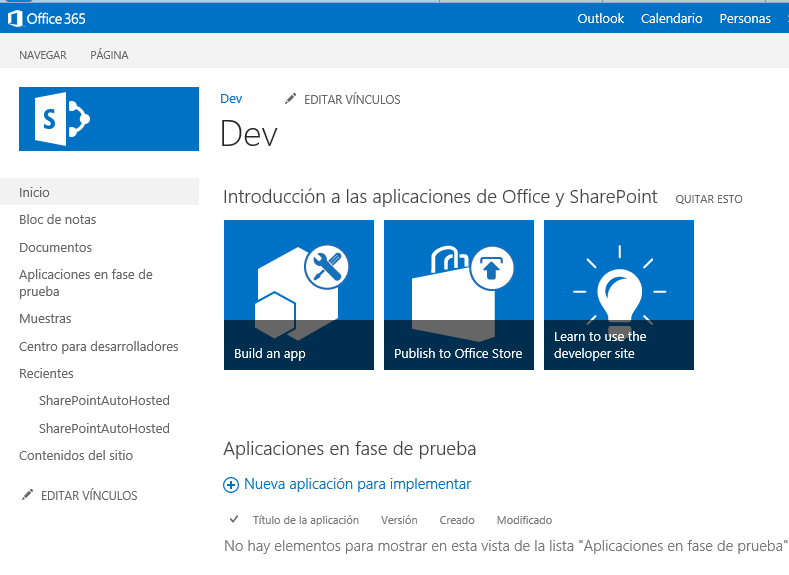 Office 365
Outlook Calendario Personas
NAVEGAR PÁGINA
S
Dev EDITAR VÍNCULOS
Dev
Inicio
Bloc de notas
Documentos
Aplicaciones en fase de
prueba
Muestras
Centro para desarrolladores
Recientes
SharePointAutoHosted
SharePointAutoHosted
Contenidos del sitio
EDITAR VÍNCULOS
Introducción a las aplicaciones de Office y SharePoint QUITAR ESTO
Build an app
Publish to Office Store
Learn to use the
developer site
Aplicaciones en fase de prueba
Nueva aplicación para implementar
Título de la aplicación Versión Creado Modificado
No hay elementos para mostrar en esta vista de la lista "Aplicaciones en fase de prueba"